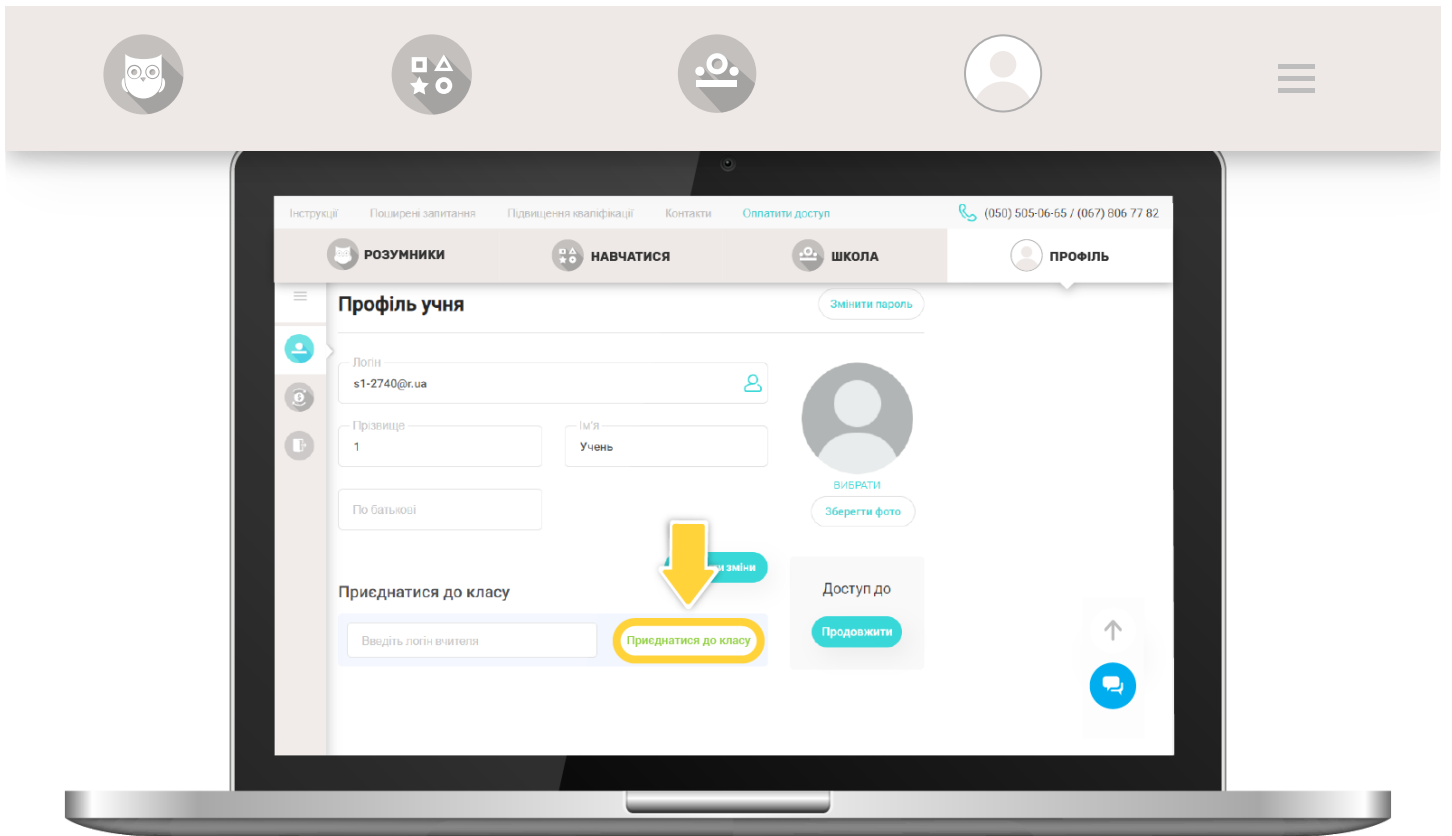 Інструкції Поширені запитання Підвищення кваліфікації Контакти Оплатити доступ (050) 505-06-65 / (067) 806 77 82
РОЗУМНИКИ НАВЧАТИСЯ ШКОЛА ПРОФІЛЬ
Профіль учня Змінити пароль
Логін
s1-2740@r.ua
Прізвище Ім'я
1 Учень
ВИБРАТИ
По батькові Зберегти фото
зміни
Приєднатися до класу Доступ до
Введіть логін вчителя Приєднатися до класу Продовжити